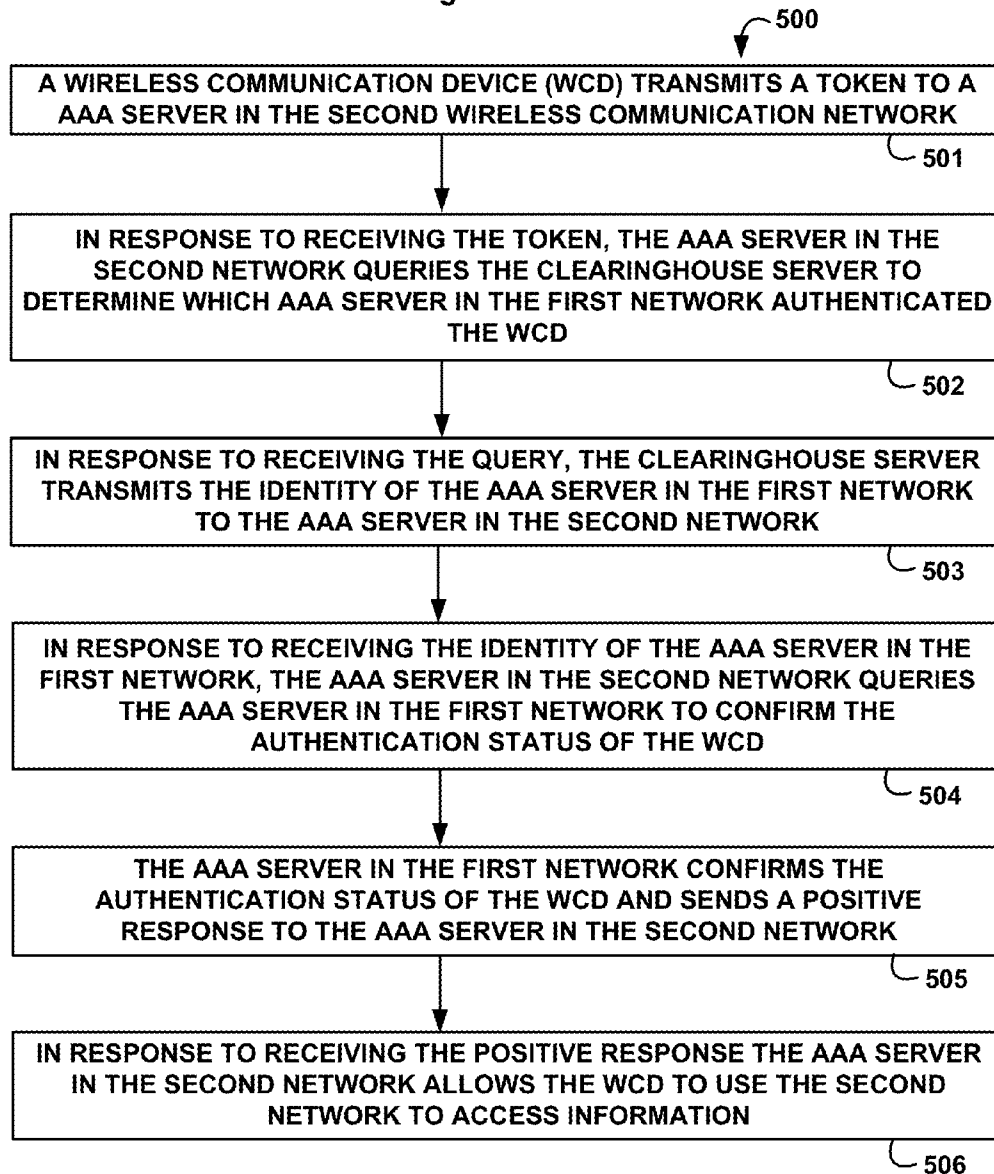 500
A WIRELESS COMMUNICATION DEVICE (WCD) TRANSMITS A TOKEN TO A
AAA SERVER IN THE SECOND WIRELESS COMMUNICATION NETWORK
501
IN RESPONSE TO RECEIVING THE TOKEN, THE AAA SERVER IN THE
SECOND NETWORK QUERIES THE CLEARINGHOUSE SERVER TO
DETERMINE WHICH AAA SERVER IN THE FIRST NETWORK AUTHENTICATED
THE WCD
502
IN RESPONSE TO RECEIVING THE QUERY, THE CLEARINGHOUSE SERVER
TRANSMITS THE IDENTITY OF THE AAA SERVER IN THE FIRST NETWORK
TO THE AAA SERVER IN THE SECOND NETWORK
503
IN RESPONSE TO RECEIVING THE IDENTITY OF THE AAA SERVER IN THE
FIRST NETWORK, THE AAA SERVER IN THE SECOND NETWORK QUERIES
THE AAA SERVER IN THE FIRST NETWORK TO CONFIRM THE
AUTHENTICATION STATUS OF THE WCD
504
THE AAA SERVER IN THE FIRST NETWORK CONFIRMS THE
AUTHENTICATION STATUS OF THE WCD AND SENDS A POSITIVE
RESPONSE TO THE AAA SERVER IN THE SECOND NETWORK
505
IN RESPONSE TO RECEIVING THE POSITIVE RESPONSE THE AAA SERVER
IN THE SECOND NETWORK ALLOWS THE WCD TO USE THE SECOND
NETWORK TO ACCESS INFORMATION
506